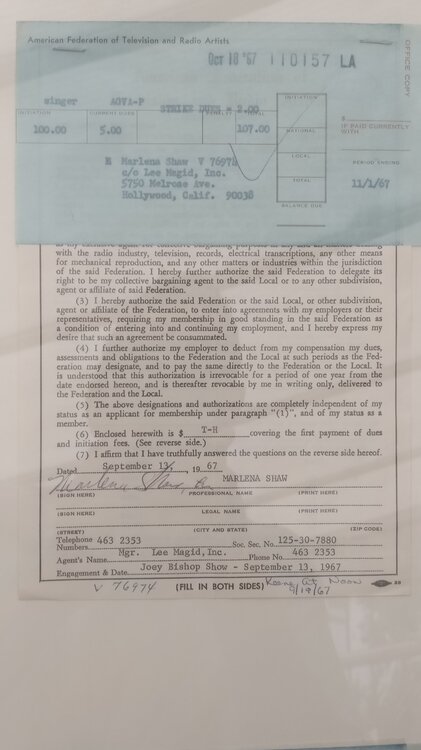 American Federation of Television and Radio Artists
Oct 18 '67 110157 LA
OFFICE COPY
winger AGVA-P STRIKE DUES - 2.00
INITIATION CURRENT DUES PENALTY TOTAL
100.00 5.00 107.00
INITIATION
NATIONAL
LOCAL
TOTAL
BALANCE DUE
$
IF PAID CURRENTLY
WITH
PERIOD ENDING
11/1/67
Marlena Shaw V 76974
c/o Lee Magid, Inc.
5750 Melrose Ave.
Hollywood, Calif. 90038
with the radio industry, television, records, electrical transcriptions, any other means
for mechanical reproduction, and any other matters or industries within the jurisdiction
of the said Federation. I hereby further authorize the said Federation to delegate its
right to be my collective bargaining agent to the said Local or to any other subdivision,
agent or affiliate of said Federation.
(3) I hereby authorize the said Federation or the said Local, or other subdivision,
agent or affiliate of the Federation, to enter into agreements with my employers or their
representatives, requiring my membership in good standing in the said Federation as
a condition of entering into and continuing my employment, and I hereby express my
desire that such an agreement be consummated.
(4) I further authorize my employer to deduct from my compensation my dues,
assessments and obligations to the Federation and the Local at such periods as the Fed-
eration may designate, and to pay the same directly to the Federation or the Local. It
is understood that this authorization is irrevocable for a period of one year from the
date endorsed hereon, and is thereafter revocable by me in writing only, delivered to
the Federation and the Local.
(5) The above designations and authorizations are completely independent of my
status as an applicant for membership under paragraph "(1)", and of my status as a
member.
(6) Enclosed herewith is $ T-H covering the first payment of dues
and initiation fees. (See reverse side.)
(7) I affirm that I have truthfully answered the questions on the reverse side hereof.
Dated September 13, 19 67
Marlena Shaw MARLENA SHAW
(SIGN HERE) PROFESSIONAL NAME (PRINT HERE)
(SIGN HERE) LEGAL NAME (PRINT HERE)
(STREET) (CITY AND STATE) (ZIP CODE)
Telephone 463 2353
Numbers Soc. Sec. No. 125-30-7880
Agent's Name Mgr. Lee Magid, Inc. Phone No. 463 2353
Engagement & Date Joey Bishop Show - September 13, 1967
V 76974 (FILL IN BOTH SIDES) Noon